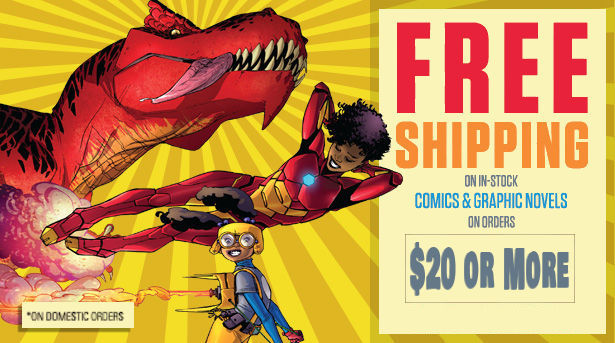 FREE
SHIPPING
ON IN-STOCK
COMICS & GRAPHIC NOVELS
ON ORDERS
$20 OR MORE
*ON DOMESTIC ORDERS